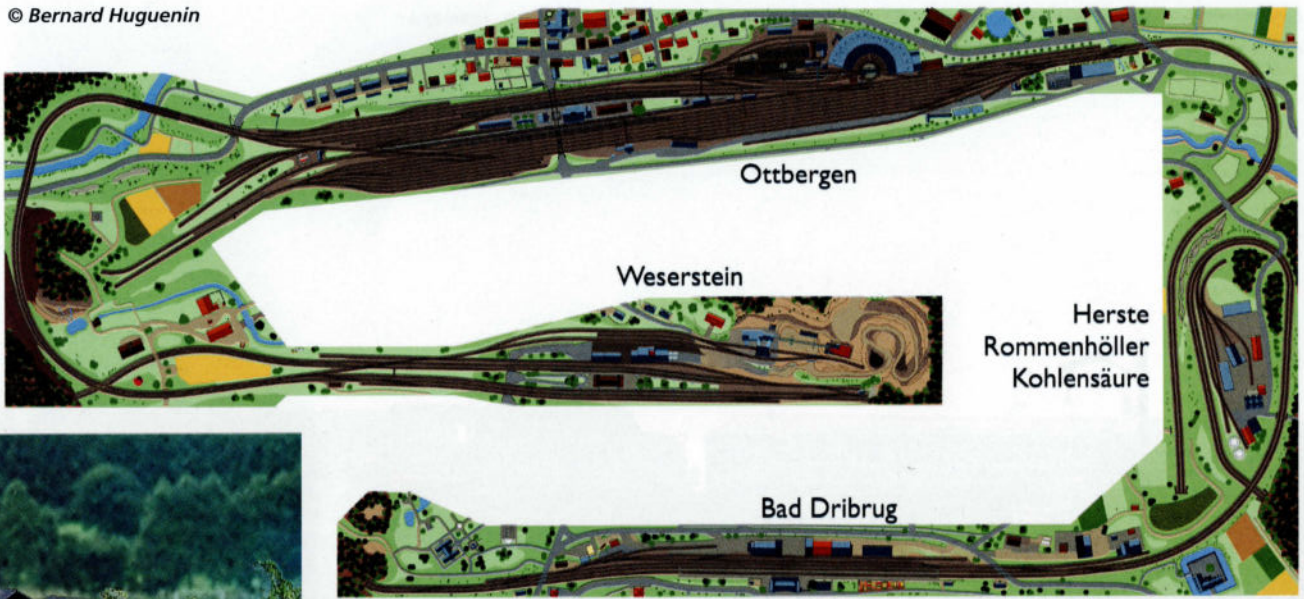 © Bernard Huguenin
Ottbergen
Weserstein
Herste
Rommenhöller
Kohlensäure
Bad Dribrug